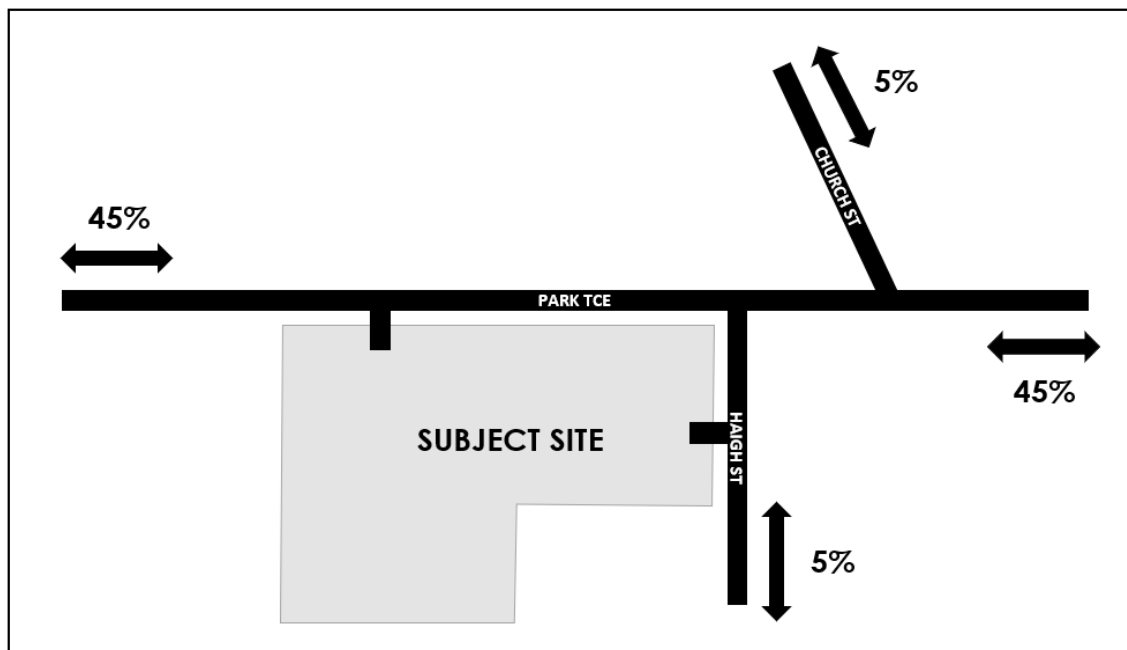 5%
CHURCH ST
45%
PARK TCE
45%
SUBJECT SITE
HAIGH ST
5%